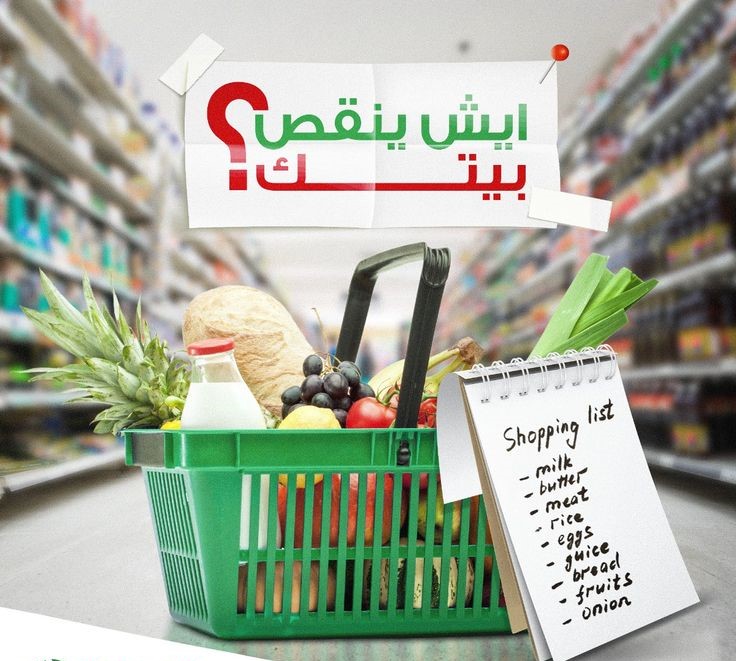 ايش ينقص
بيتك؟
Shopping list
- milk
- butter
- meat
- rice
- eggs
- guice
- bread
- fruits
- onion